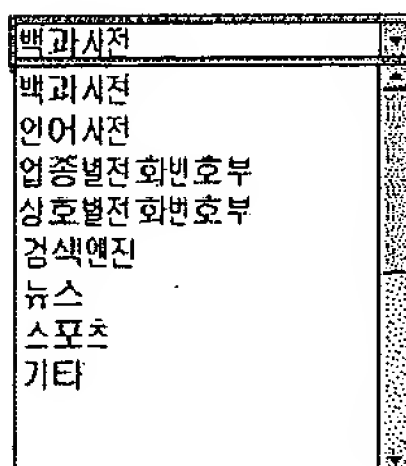 백과사전
백과사전
언어사전
업종별전화번호부
상호별전화번호부
검색엔진
뉴스
스포츠
기타